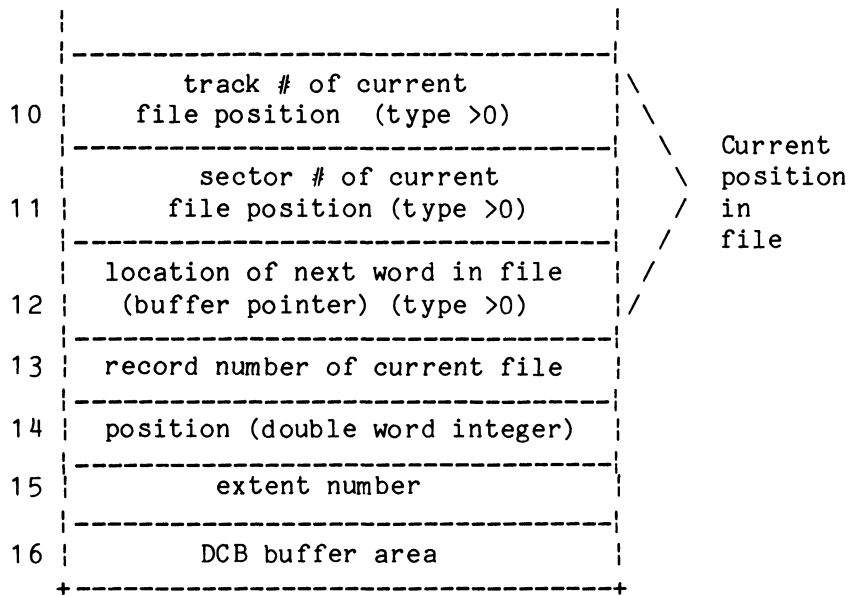 track # of current
10 file position (type >0)
Current
sector # of current position
11 file position (type >0) in
file
location of next word in file
12 (buffer pointer) (type >0)
13 record number of current file
14 position (double word integer)
15 extent number
16 DCB buffer area